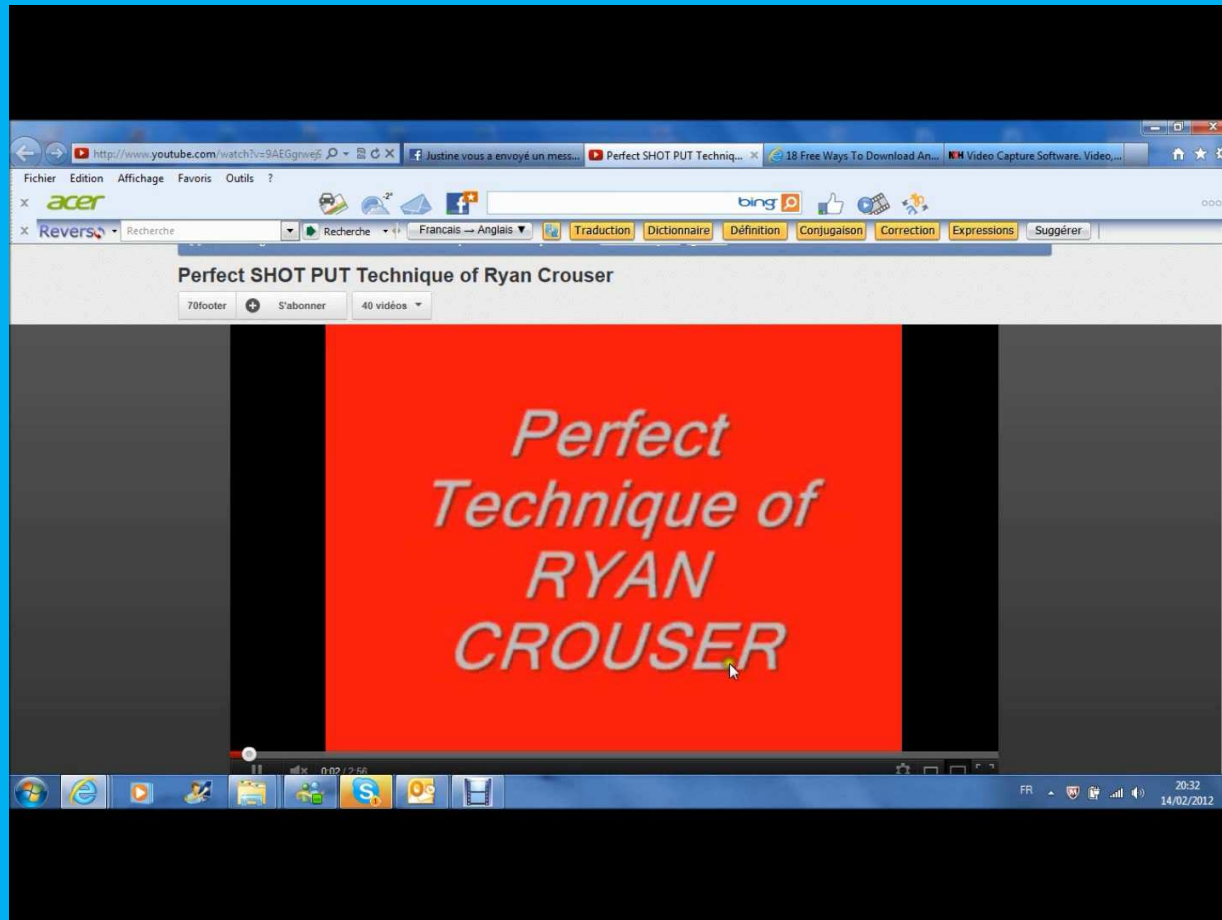 http://www.youtube.com/watch?v=9AEGgrwe
Justine vous a envoyé un mess...
Perfect SHOT PUT Techniq...
18 Free Ways To Download An...
Video Capture Software. Video,...
Fichier Edition Affichage Favoris Outils ?
acer
-2°
bing
Reverso
Recherche
Recherche
Francais → Anglais
Traduction
Dictionnaire
Définition
Conjugaison
Correction
Expressions
Suggérer
Perfect SHOT PUT Technique of Ryan Crouser
70footer
S'abonner
40 vidéos
Perfect
Technique of
RYAN
CROUSER
0:02 / 2:56
FR
20:32
14/02/2012